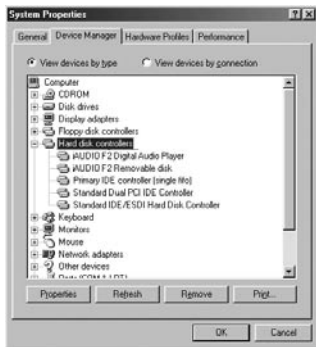 System Properties
General Device Manager Hardware Profiles Performance
View devices by type View devices by connection
Computer
CDROM
Disk drives
Display adapters
Floppy disk controllers
Hard disk controllers
iAUDIO F2 Digital Audio Player
iAUDIO F2 Removable disk
Primary IDE controller (single fifo)
Standard Dual PCI IDE Controller
Standard IDE/ESDI Hard Disk Controller
Keyboard
Monitors
Mouse
Network adapters
Other devices
Ports (COM & LPT)
Properties Refresh Remove Print...
OK Cancel